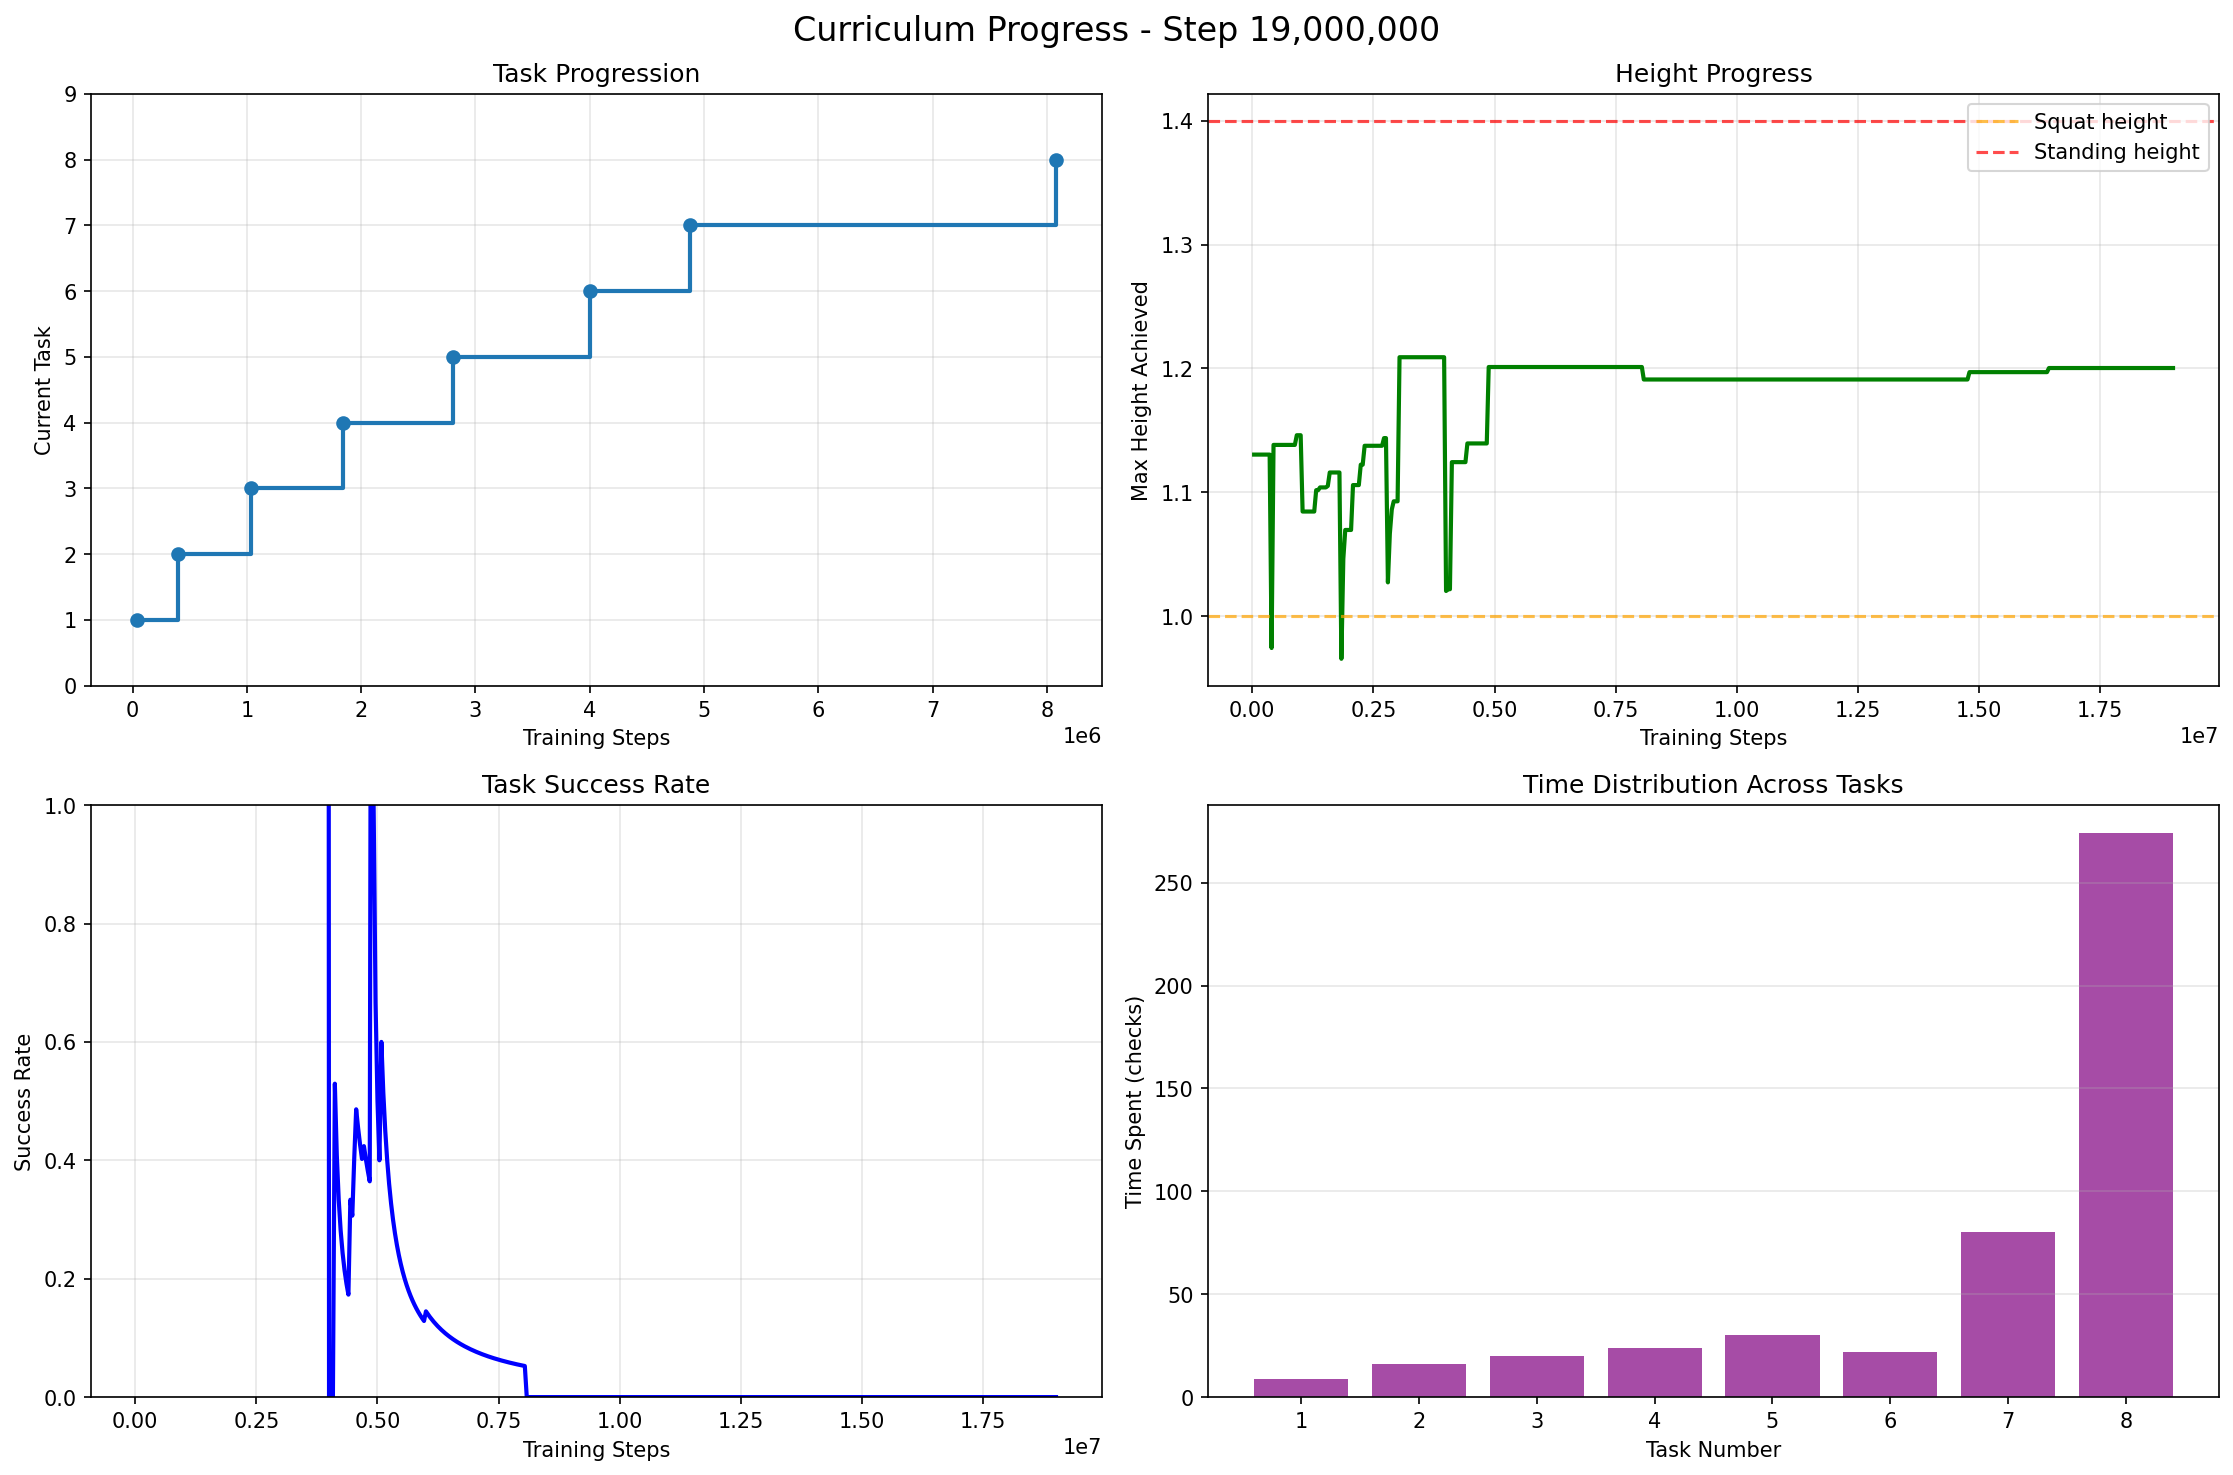 Curriculum Progress - Step 19,000,000
Task Progression
Current Task
9
8
7
6
5
4
3
2
1
0
0 1 2 3 4 5 6 7 8
1e6
Training Steps
Height Progress
Max Height Achieved
1.4
1.3
1.2
1.1
1.0
Squat height
Standing height
0.00 0.25 0.50 0.75 1.00 1.25 1.50 1.75
1e7
Training Steps
Task Success Rate
Success Rate
1.0
0.8
0.6
0.4
0.2
0.0
0.00 0.25 0.50 0.75 1.00 1.25 1.50 1.75
1e7
Training Steps
Time Distribution Across Tasks
Time Spent (checks)
250
200
150
100
50
0
1 2 3 4 5 6 7 8
Task Number